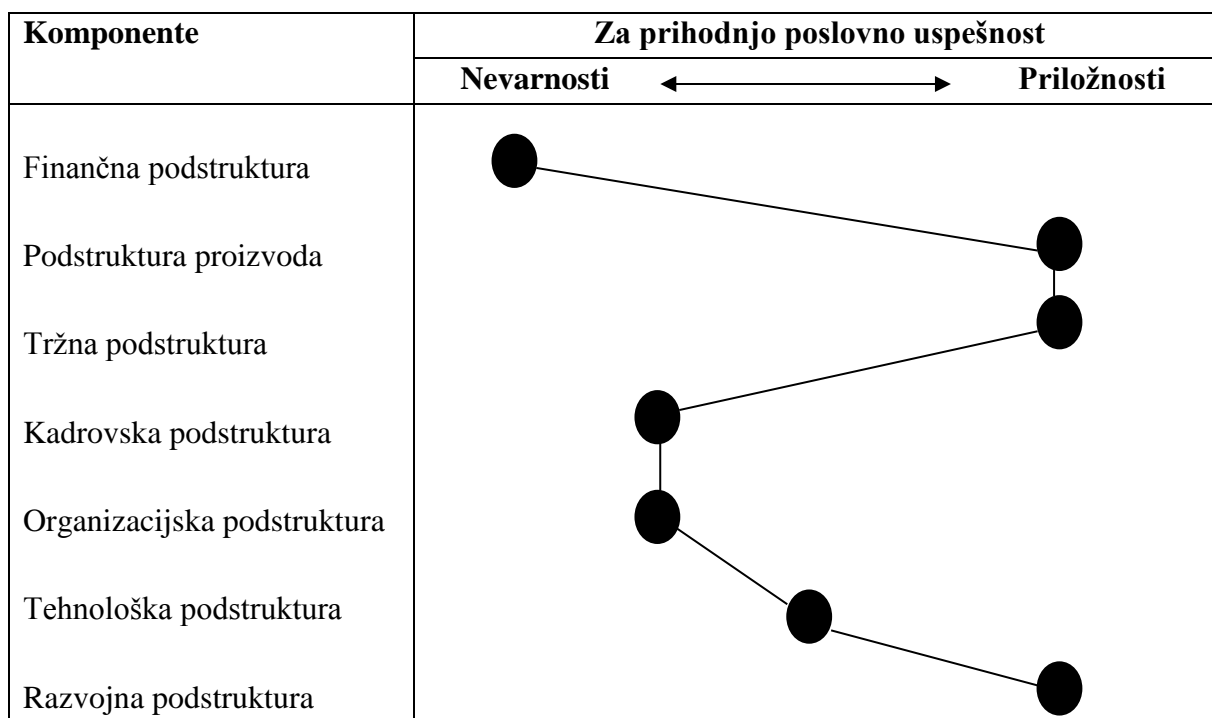 Komponente
Za prihodnjo poslovno uspešnost
Nevarnosti Priložnosti
Finančna podstruktura
Podstruktura proizvoda
Tržna podstruktura
Kadrovska podstruktura
Organizacijska podstruktura
Tehnološka podstruktura
Razvojna podstruktura